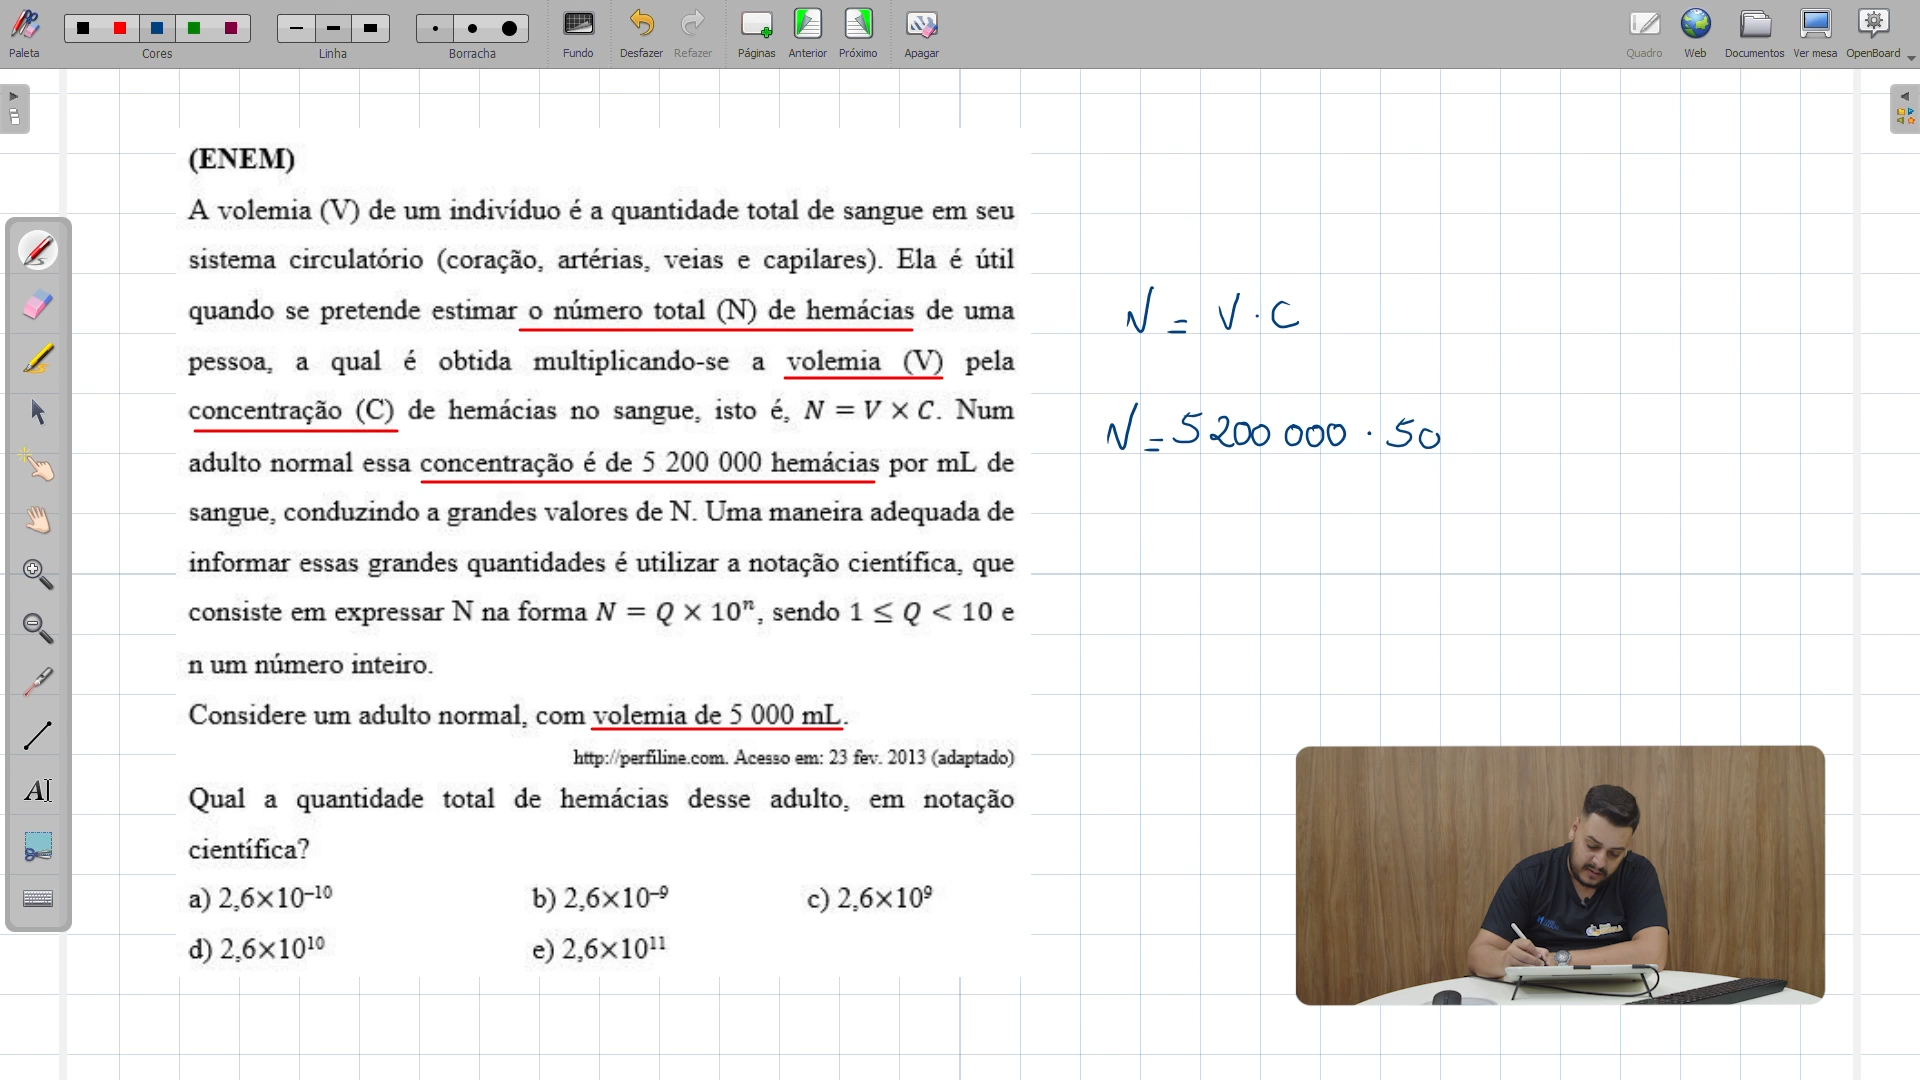 Paleta Cores Linha Borracha Fundo Desfazer Refazer Páginas Anterior Próximo Apagar Quadro Web Documentos Ver mesa OpenBoard
(ENEM)
A volemia (V) de um indivíduo é a quantidade total de sangue em seu
sistema circulatório (coração, artérias, veias e capilares). Ela é útil
quando se pretende estimar o número total (N) de hemácias de uma
pessoa, a qual é obtida multiplicando-se a volemia (V) pela
concentração (C) de hemácias no sangue, isto é, N = V × C. Num
adulto normal essa concentração é de 5 200 000 hemácias por mL de
sangue, conduzindo a grandes valores de N. Uma maneira adequada de
informar essas grandes quantidades é utilizar a notação científica, que
consiste em expressar N na forma N = Q × 10ⁿ, sendo 1 ≤ Q < 10 e
n um número inteiro.
Considere um adulto normal, com volemia de 5 000 mL.
http://perfiline.com. Acesso em: 23 fev. 2013 (adaptado)
Qual a quantidade total de hemácias desse adulto, em notação
científica?
a) 2,6×10⁻¹⁰ b) 2,6×10⁻⁹ c) 2,6×10⁹
d) 2,6×10¹⁰ e) 2,6×10¹¹
N = V · C
N = 5 200 000 · 50
AI